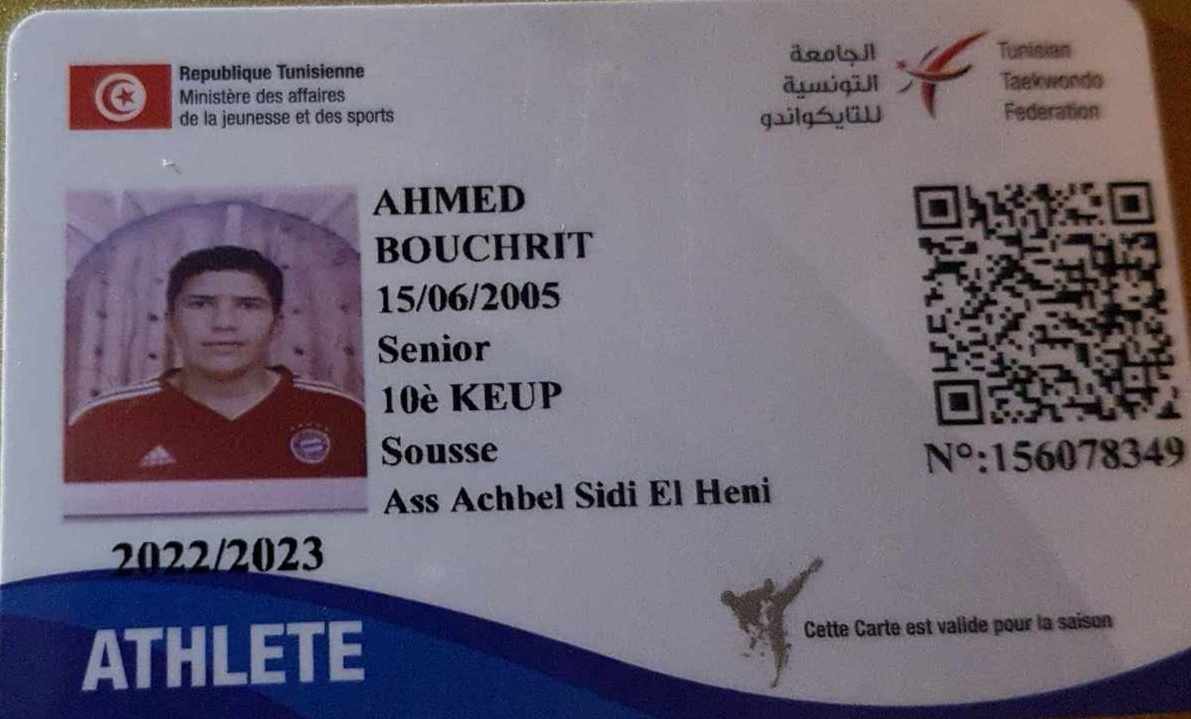 Republique Tunisienne
Ministère des affaires
de la jeunesse et des sports
الجامعة
التونسية
للتايكواندو
Tunisian
Taekwondo
Federation
AHMED
BOUCHRIT
15/06/2005
Senior
10è KEUP
Sousse
Ass Achbel Sidi El Heni
N°:156078349
2022/2023
ATHLETE
Cette Carte est valide pour la saison